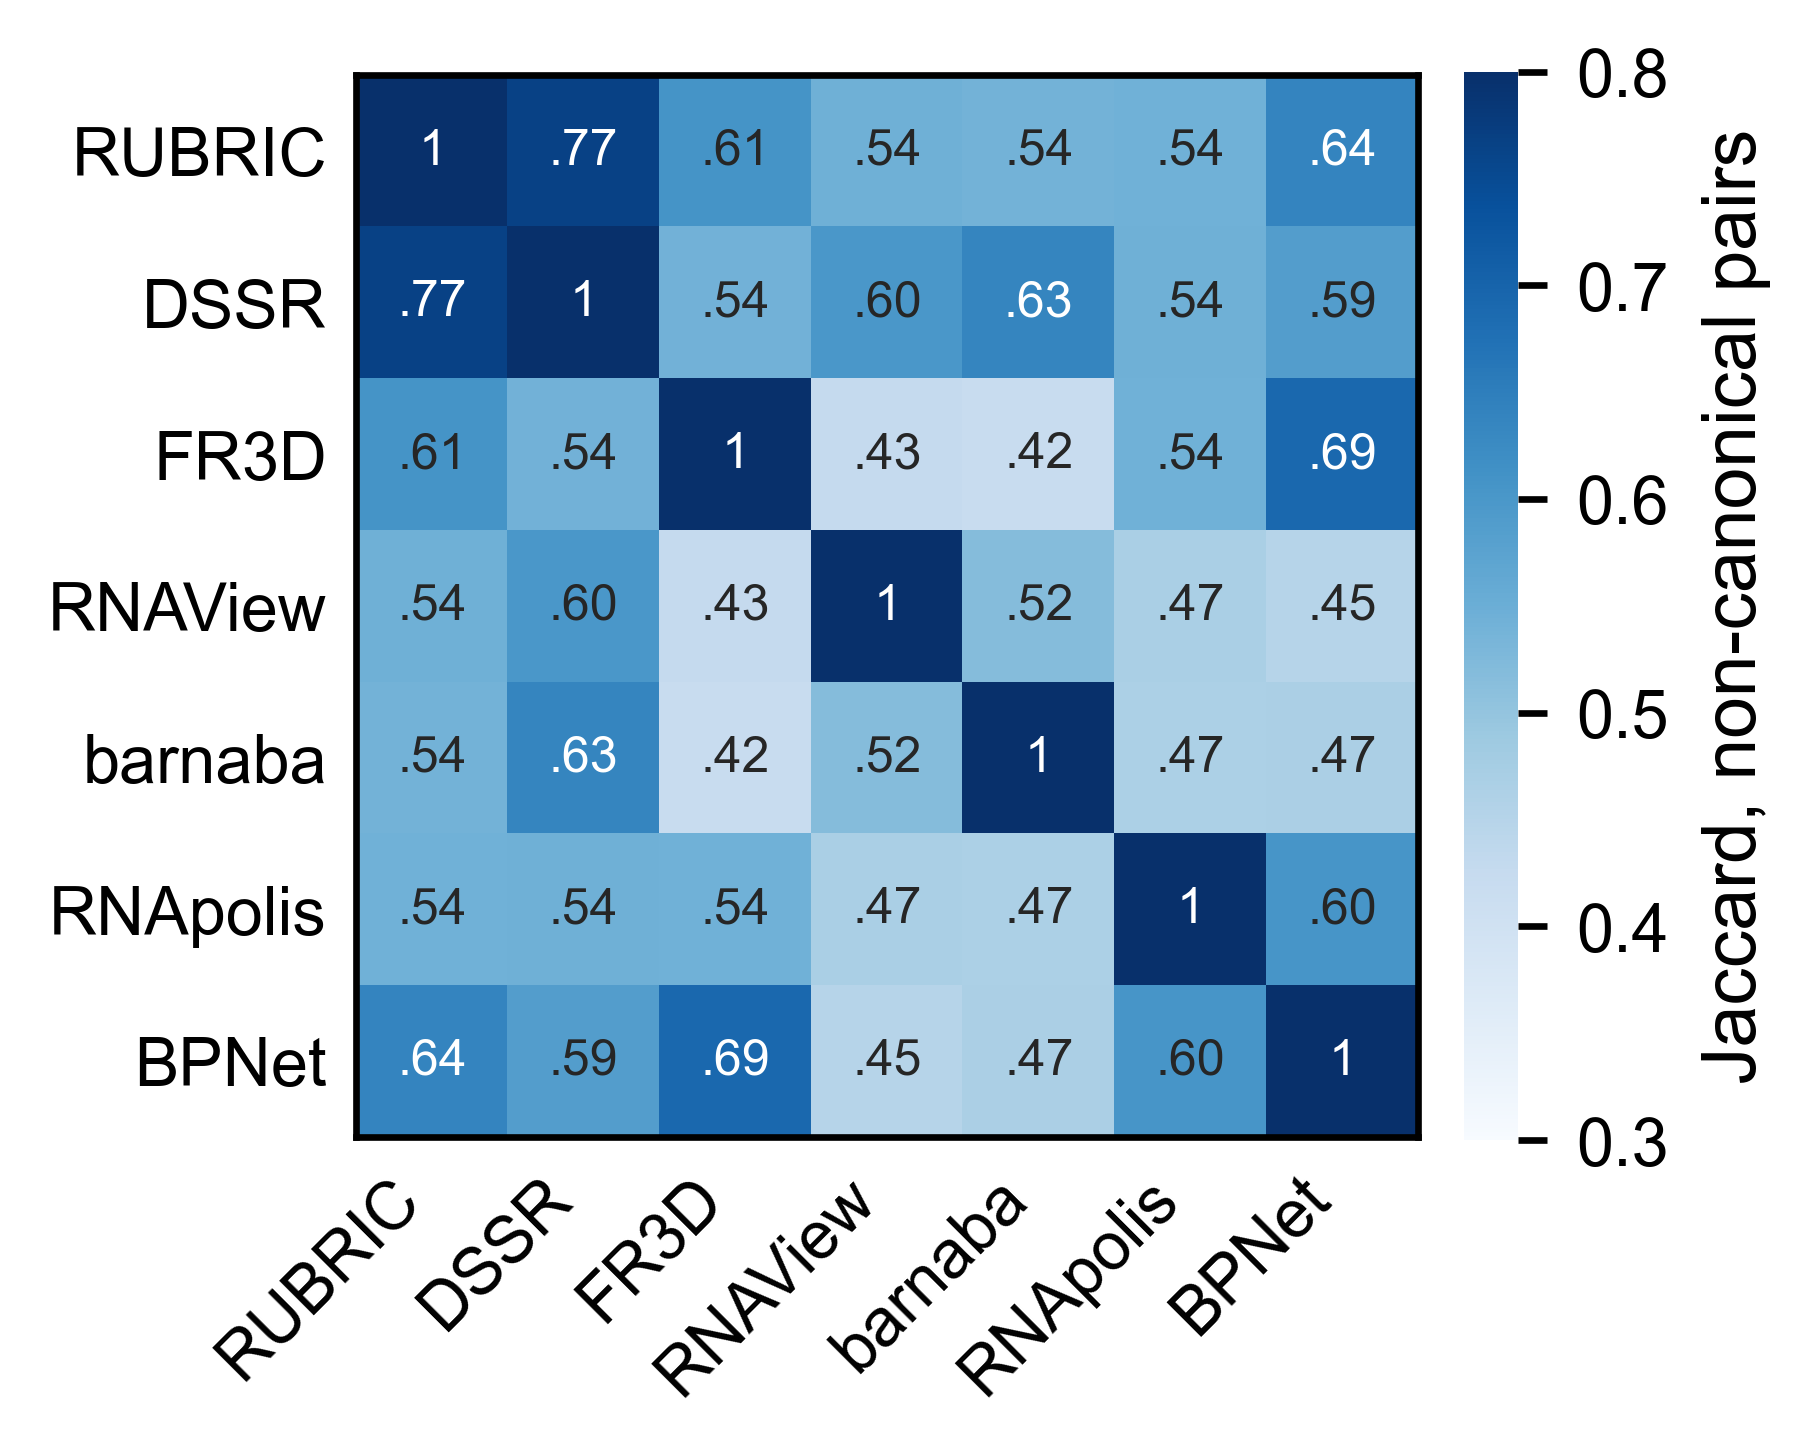 RUBRIC 1 .77 .61 .54 .54 .54 .64
DSSR .77 1 .54 .60 .63 .54 .59
FR3D .61 .54 1 .43 .42 .54 .69
RNAView .54 .60 .43 1 .52 .47 .45
barnaba .54 .63 .42 .52 1 .47 .47
RNApolis .54 .54 .54 .47 .47 1 .60
BPNet .64 .59 .69 .45 .47 .60 1
RUBRIC DSSR FR3D RNAView barnaba RNApolis BPNet
0.8
0.7
0.6
0.5
0.4
0.3
Jaccard, non-canonical pairs